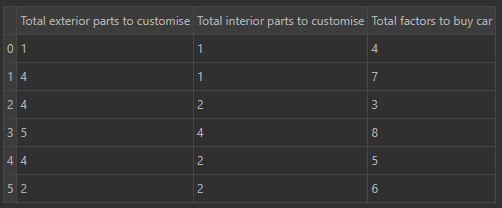 Total exterior parts to customise Total interior parts to customise Total factors to buy car
0 1 1 4
1 4 1 7
2 4 2 3
3 5 4 8
4 4 2 5
5 2 2 6